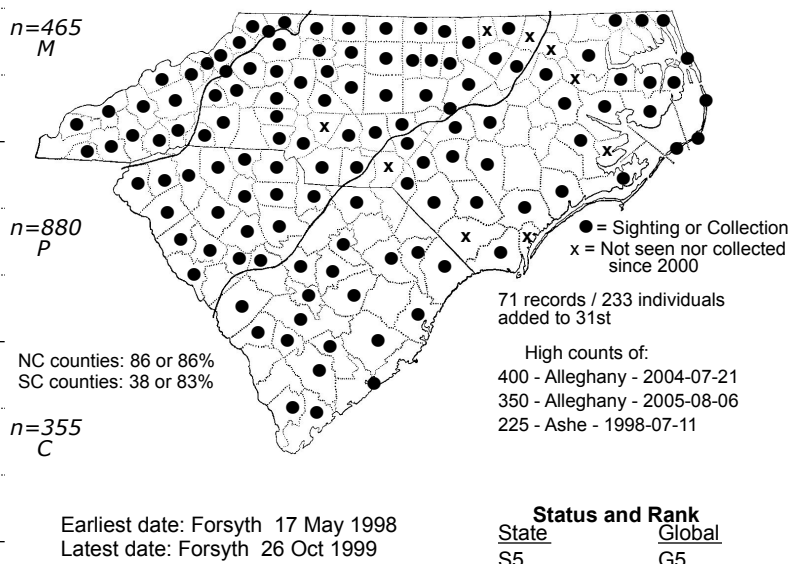 n=465
M
n=880
P
● = Sighting or Collection
x = Not seen nor collected
since 2000
71 records / 233 individuals
added to 31st
NC counties: 86 or 86%
SC counties: 38 or 83%
High counts of:
400 - Alleghany - 2004-07-21
350 - Alleghany - 2005-08-06
225 - Ashe - 1998-07-11
n=355
C
Earliest date: Forsyth 17 May 1998
Latest date: Forsyth 26 Oct 1999
Status and Rank
State Global
S5 G5